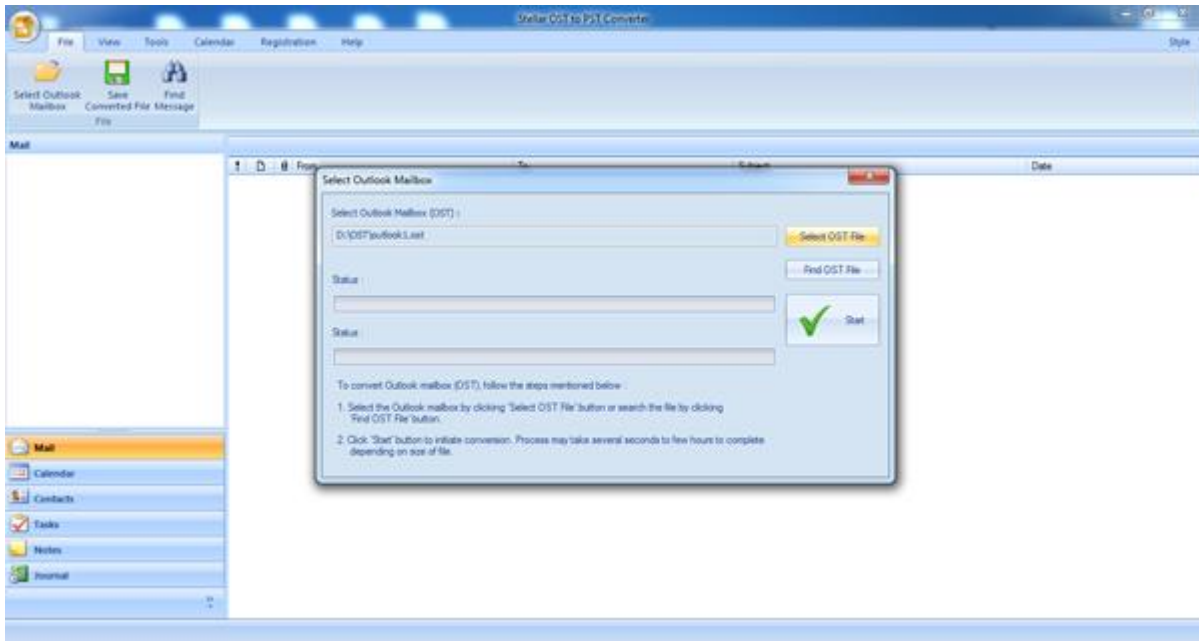 Stellar OST to PST Converter
File View Tools Calendar Registration Help Style
Select Outlook Mailbox
Save Converted File
Find Message
File
Mail
From To Subject Date
Select Outlook Mailbox
Select Outlook Mailbox (OST) :
D:\OST\outlook1.ost
Select OST File
Find OST File
Status
Start
Status
To convert Outlook mailbox (OST), follow the steps mentioned below :
1. Select the Outlook mailbox by clicking 'Select OST File' button or search the file by clicking
'Find OST File' button.
2. Click 'Start' button to initiate conversion. Process may take several seconds to few hours to complete
depending on size of file.
Mail
Calendar
Contacts
Tasks
Notes
Journal